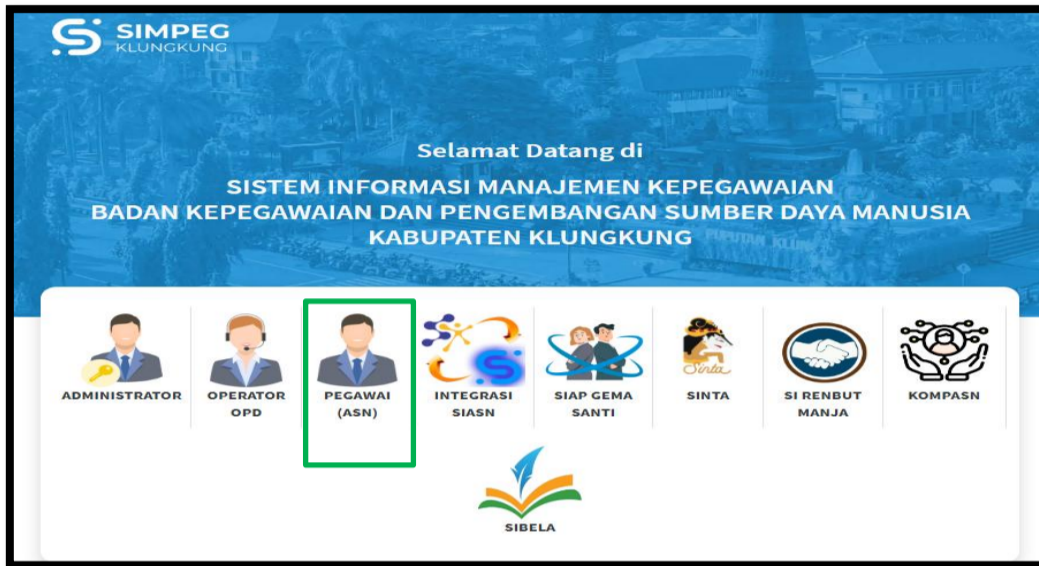 SIMPEG
KLUNGKUNG
Selamat Datang di
SISTEM INFORMASI MANAJEMEN KEPEGAWAIAN
BADAN KEPEGAWAIAN DAN PENGEMBANGAN SUMBER DAYA MANUSIA
KABUPATEN KLUNGKUNG
ADMINISTRATOR
OPERATOR
OPD
PEGAWAI
(ASN)
INTEGRASI
SIASN
SIAP GEMA
SANTI
Sinta
SINTA
SI RENBUT
MANJA
KOMPASN
SIBELA